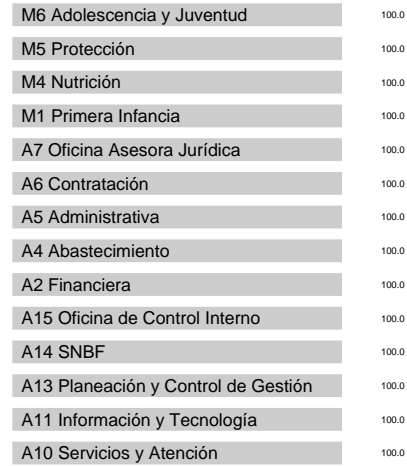 M6 Adolescencia y Juventud 100.0
M5 Protección 100.0
M4 Nutrición 100.0
M1 Primera Infancia 100.0
A7 Oficina Asesora Jurídica 100.0
A6 Contratación 100.0
A5 Administrativa 100.0
A4 Abastecimiento 100.0
A2 Financiera 100.0
A15 Oficina de Control Interno 100.0
A14 SNBF 100.0
A13 Planeación y Control de Gestión 100.0
A11 Información y Tecnología 100.0
A10 Servicios y Atención 100.0